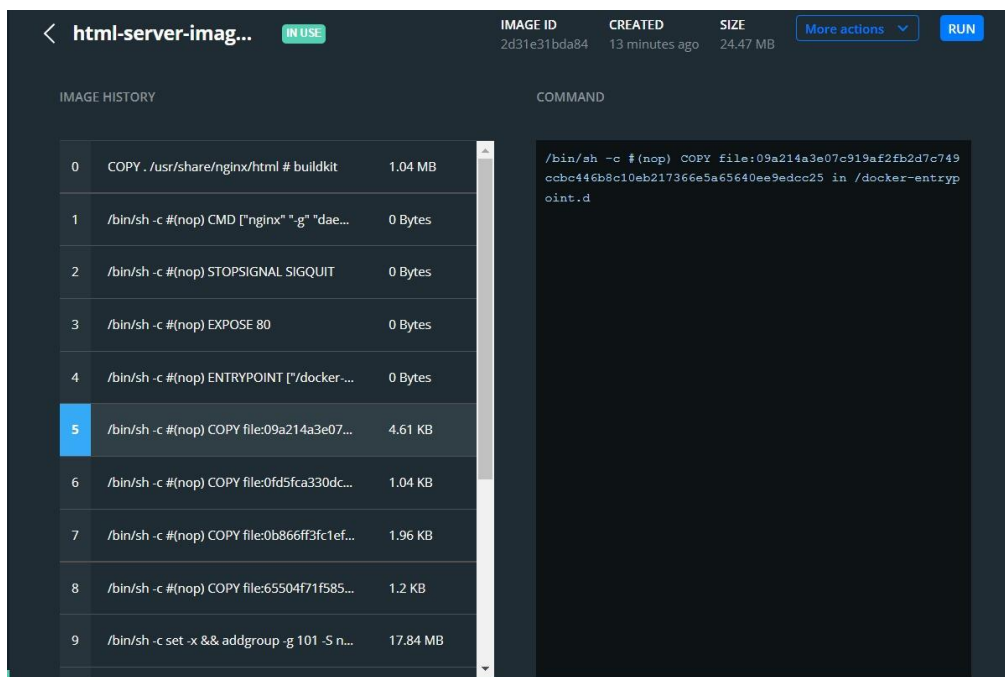 html-server-imag... IN USE
IMAGE ID CREATED SIZE
2d31e31bda84 13 minutes ago 24.47 MB
More actions RUN
IMAGE HISTORY
0 COPY . /usr/share/nginx/html # buildkit 1.04 MB
1 /bin/sh -c #(nop) CMD ["nginx" "-g" "dae... 0 Bytes
2 /bin/sh -c #(nop) STOPSIGNAL SIGQUIT 0 Bytes
3 /bin/sh -c #(nop) EXPOSE 80 0 Bytes
4 /bin/sh -c #(nop) ENTRYPOINT ["/docker-... 0 Bytes
5 /bin/sh -c #(nop) COPY file:09a214a3e07... 4.61 KB
6 /bin/sh -c #(nop) COPY file:0fd5fca330dc... 1.04 KB
7 /bin/sh -c #(nop) COPY file:0b866ff3fc1ef... 1.96 KB
8 /bin/sh -c #(nop) COPY file:65504f71f585... 1.2 KB
9 /bin/sh -c set -x && addgroup -g 101 -S n... 17.84 MB
COMMAND
/bin/sh -c #(nop) COPY file:09a214a3e07c919af2fb2d7c749
ccbc446b8c10eb217366e5a65640ee9edcc25 in /docker-entryp
oint.d